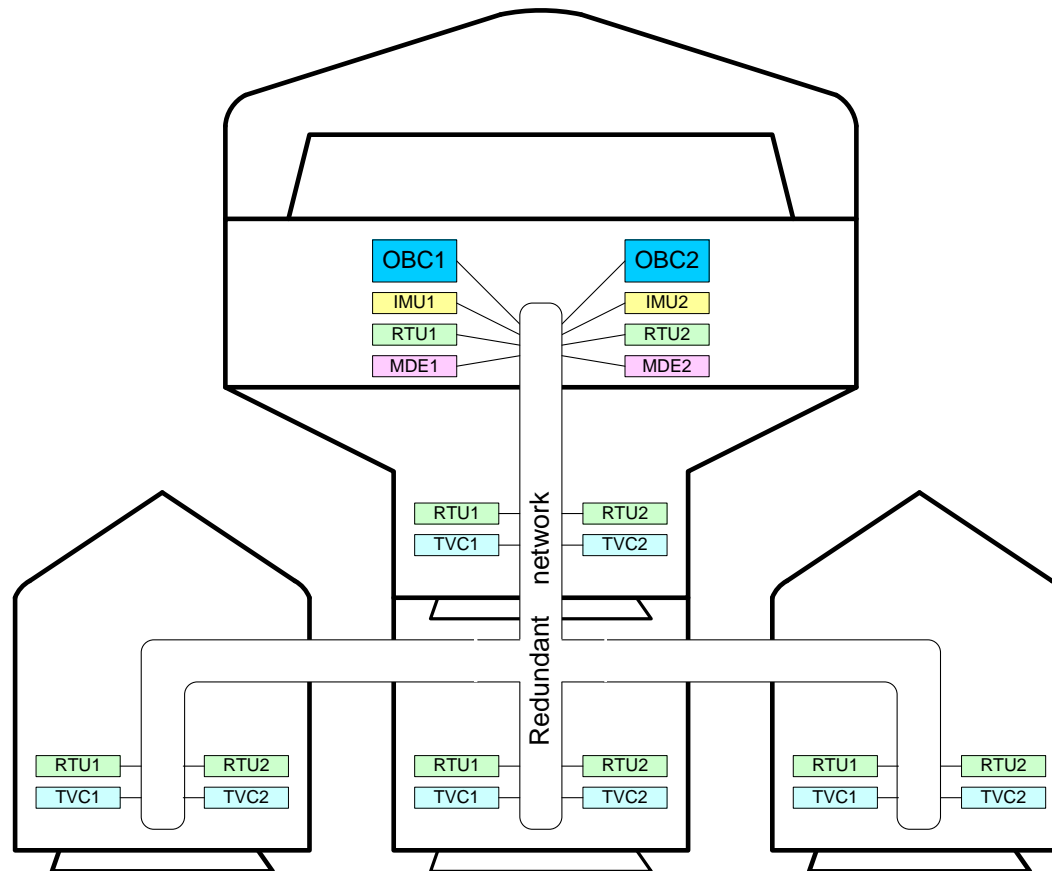 OBC1 OBC2
IMU1 IMU2
RTU1 RTU2
MDE1 MDE2
RTU1 RTU2
TVC1 TVC2
Redundant network
RTU1 RTU2 RTU1 RTU2 RTU1 RTU2
TVC1 TVC2 TVC1 TVC2 TVC1 TVC2